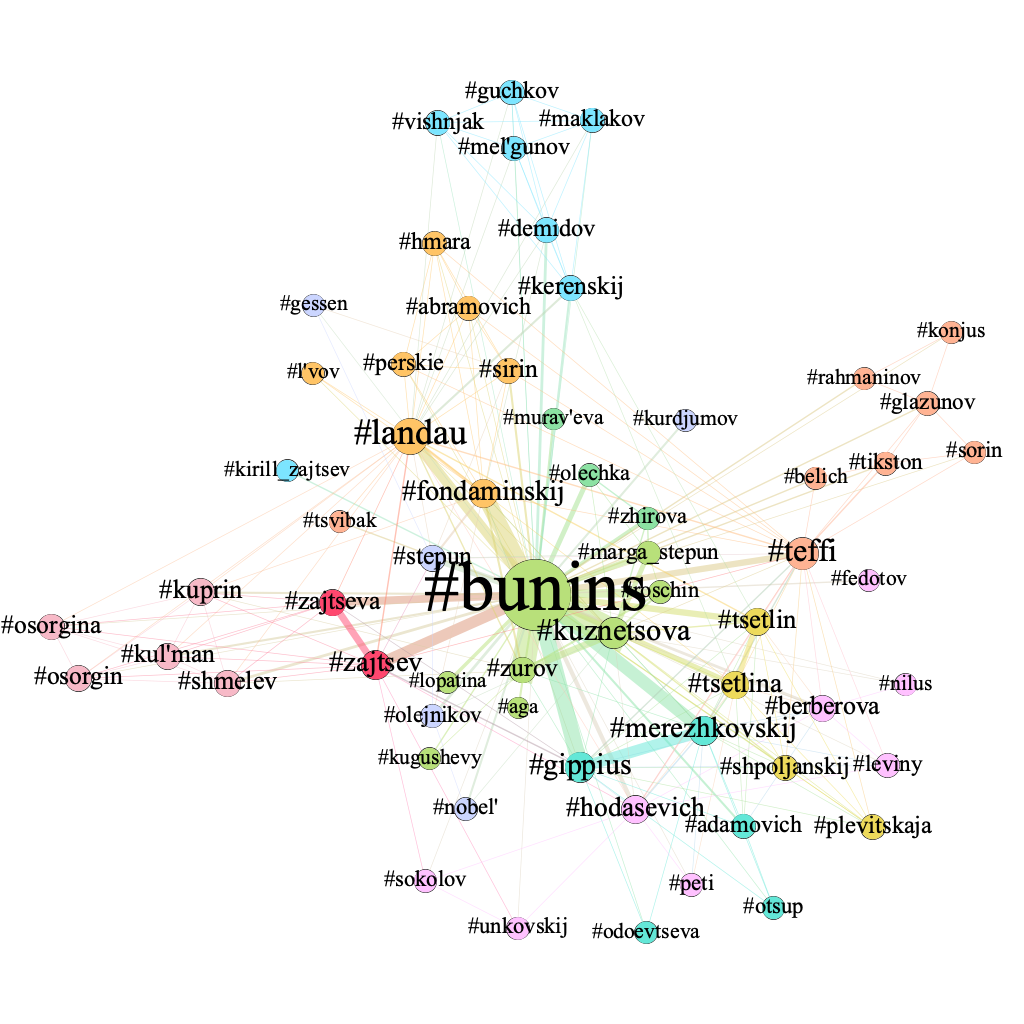 #guchkov
#vishnjak
#maklakov
#mel'gunov
#demidov
#hmara
#kerenskij
#gessen
#abramovich
#konjus
#perskie
#sirin
#l'vov
#rahmaninov
#glazunov
#murav'eva
#kurdjumov
#landau
#sorin
#tikston
#kirill_zajtsev
#olechka
#belich
#fondaminskij
#tsvibak
#zhirova
#stepun
#marga_stepun
#teffi
#fedotov
#kuprin
#bunins
#roschin
#zajtseva
#osorgina
#tsetlin
#kuznetsova
#kul'man
#zajtsev
#zurov
#osorgin
#shmelev
#lopatina
#tsetlina
#nilus
#aga
#berberova
#olejnikov
#merezhkovskij
#kugushevy
#gippius
#shpoljanskij
#leviny
#nobel'
#hodasevich
#adamovich
#plevitskaja
#sokolov
#peti
#otsup
#unkovskij
#odoevtseva